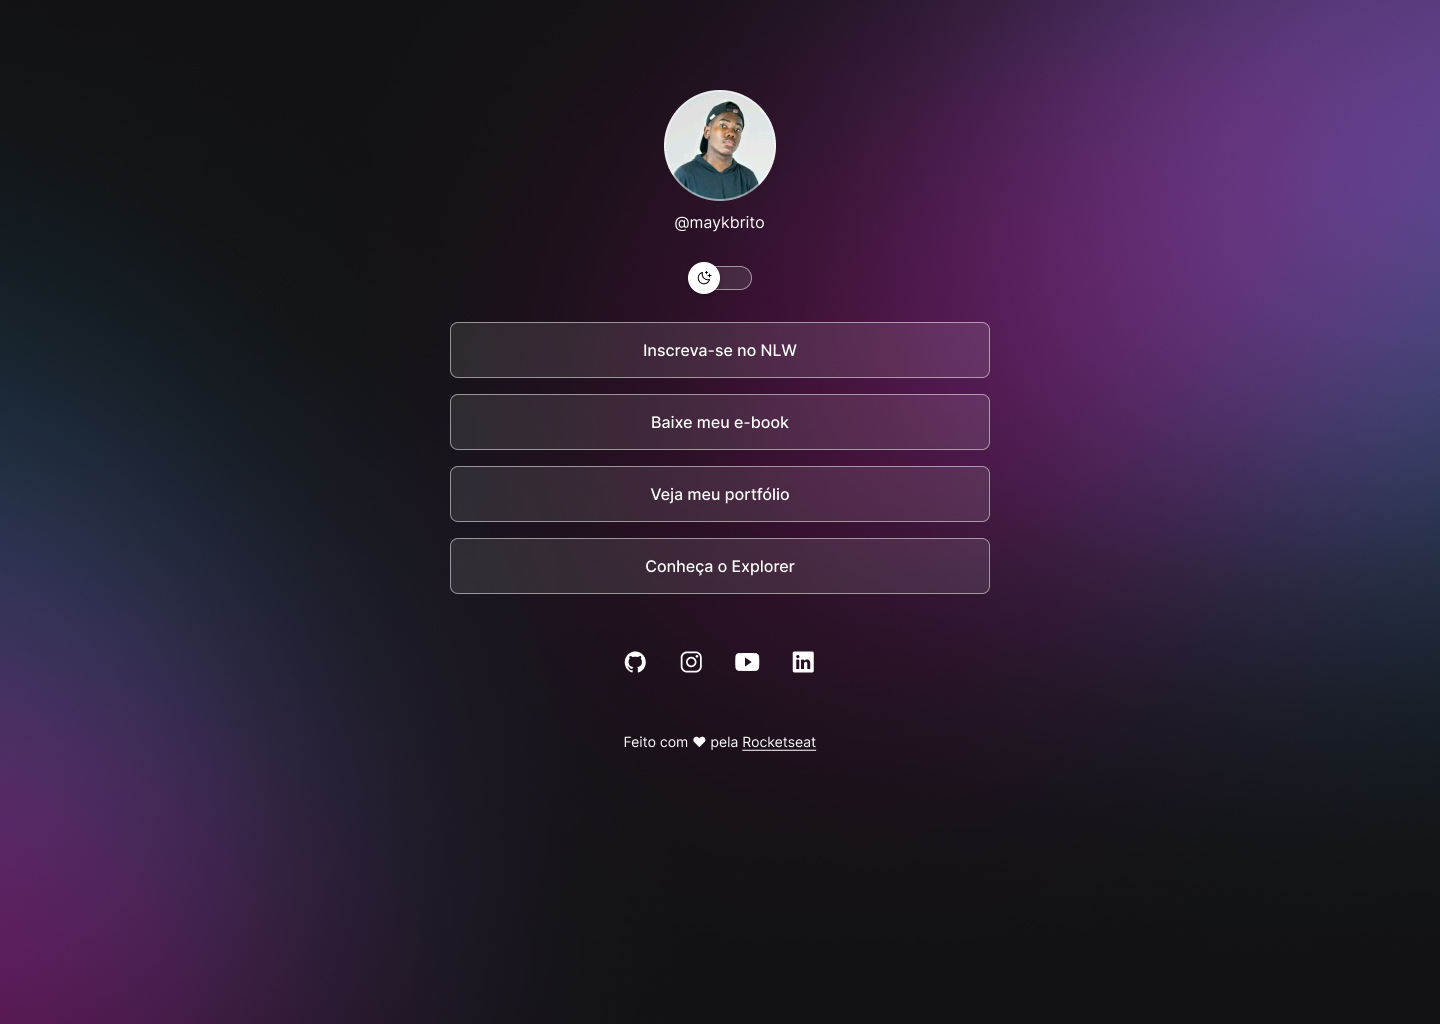 @maykbrito
Inscreva-se no NLW
Baixe meu e-book
Veja meu portfólio
Conheça o Explorer
Feito com ♥ pela Rocketseat